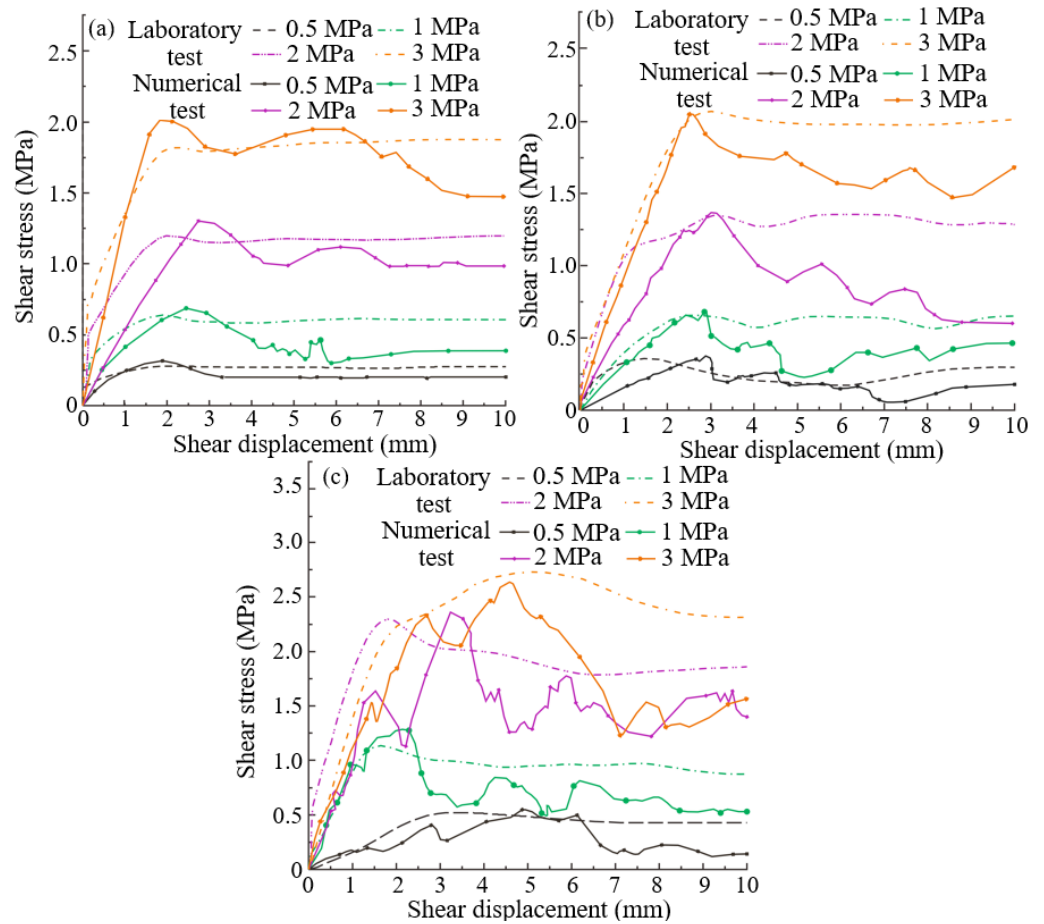 (a) Laboratory test 0.5 MPa 1 MPa
2 MPa 3 MPa
Numerical test 0.5 MPa 1 MPa
2 MPa 3 MPa
2.5
2.0
1.5
1.0
0.5
0
Shear stress (MPa)
0 1 2 3 4 5 6 7 8 9 10
Shear displacement (mm)
(b) Laboratory test 0.5 MPa 1 MPa
2 MPa 3 MPa
Numerical test 0.5 MPa 1 MPa
2 MPa 3 MPa
2.5
2.0
1.5
1.0
0.5
0
Shear stress (MPa)
0 1 2 3 4 5 6 7 8 9 10
Shear displacement (mm)
(c) Laboratory test 0.5 MPa 1 MPa
2 MPa 3 MPa
Numerical test 0.5 MPa 1 MPa
2 MPa 3 MPa
3.5
3.0
2.5
2.0
1.5
1.0
0.5
0
Shear stress (MPa)
0 1 2 3 4 5 6 7 8 9 10
Shear displacement (mm)